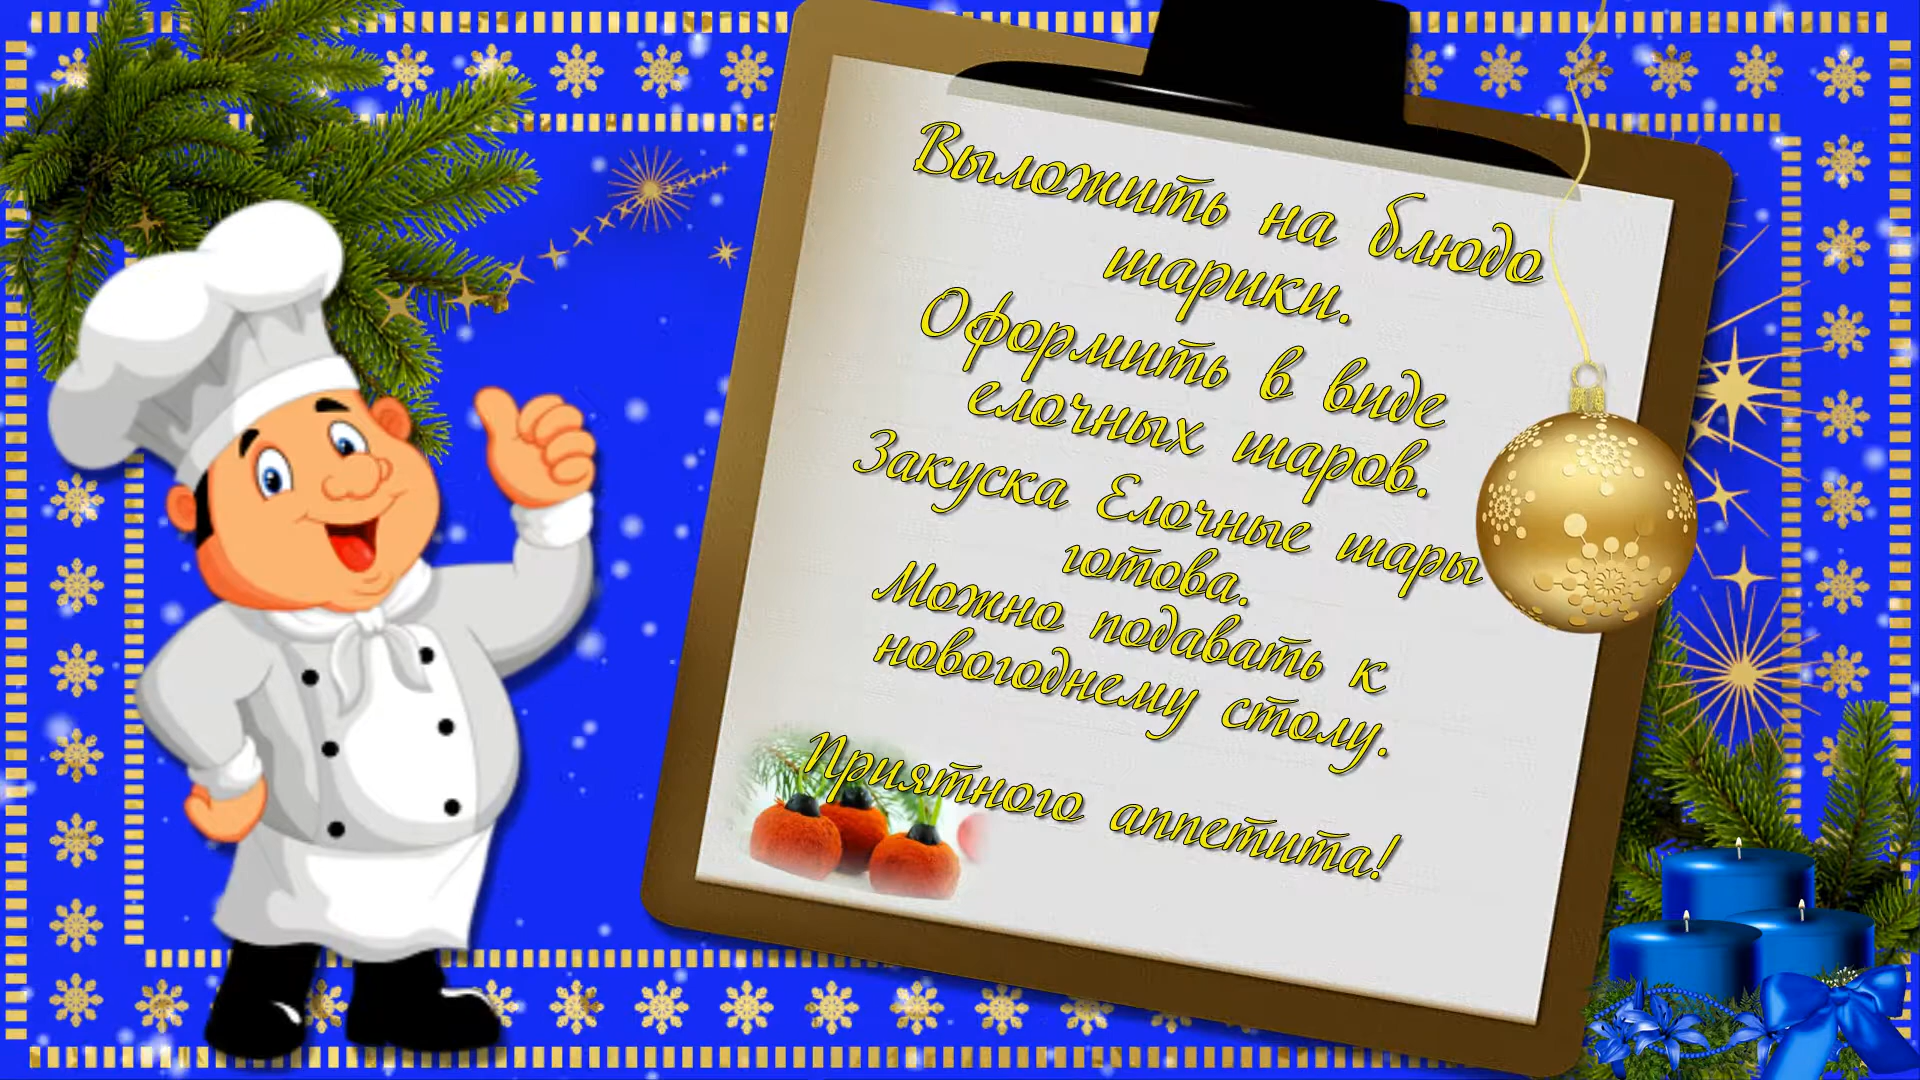 Выложить на блюдо
шарики.
Оформить в виде
елочных шаров.
Закуска Елочные шары
готова.
Можно подавать к
новогоднему столу.
Приятного аппетита!